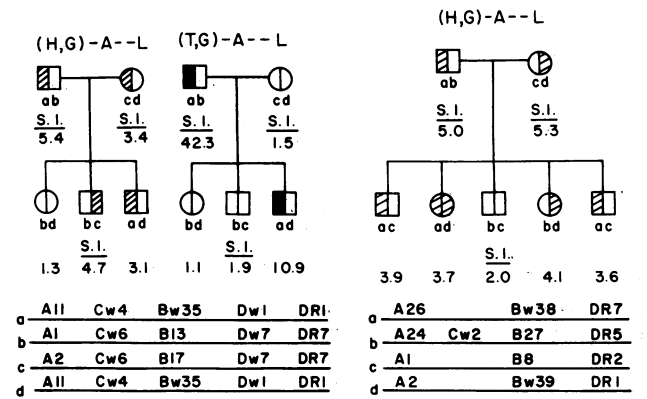 (H,G)-A--L
(T,G)-A--L
(H,G)-A--L
ab cd ab cd ab cd
S.I. S.I. S.I. S.I. S.I. S.I.
5.4 3.4 42.3 1.5 5.0 5.3
bd bc ad bd bc ad ac ad bc bd ac
S.I. S.I. S.I.
1.3 4.7 3.1 1.1 1.9 10.9 3.9 3.7 2.0 4.1 3.6
a A11 Cw4 Bw35 Dw1 DR1
b A1 Cw6 B13 Dw7 DR7
c A2 Cw6 B17 Dw7 DR7
d A11 Cw4 Bw35 Dw1 DR1
a A26 Bw38 DR7
b A24 Cw2 B27 DR5
c A1 B8 DR2
d A2 Bw39 DR1